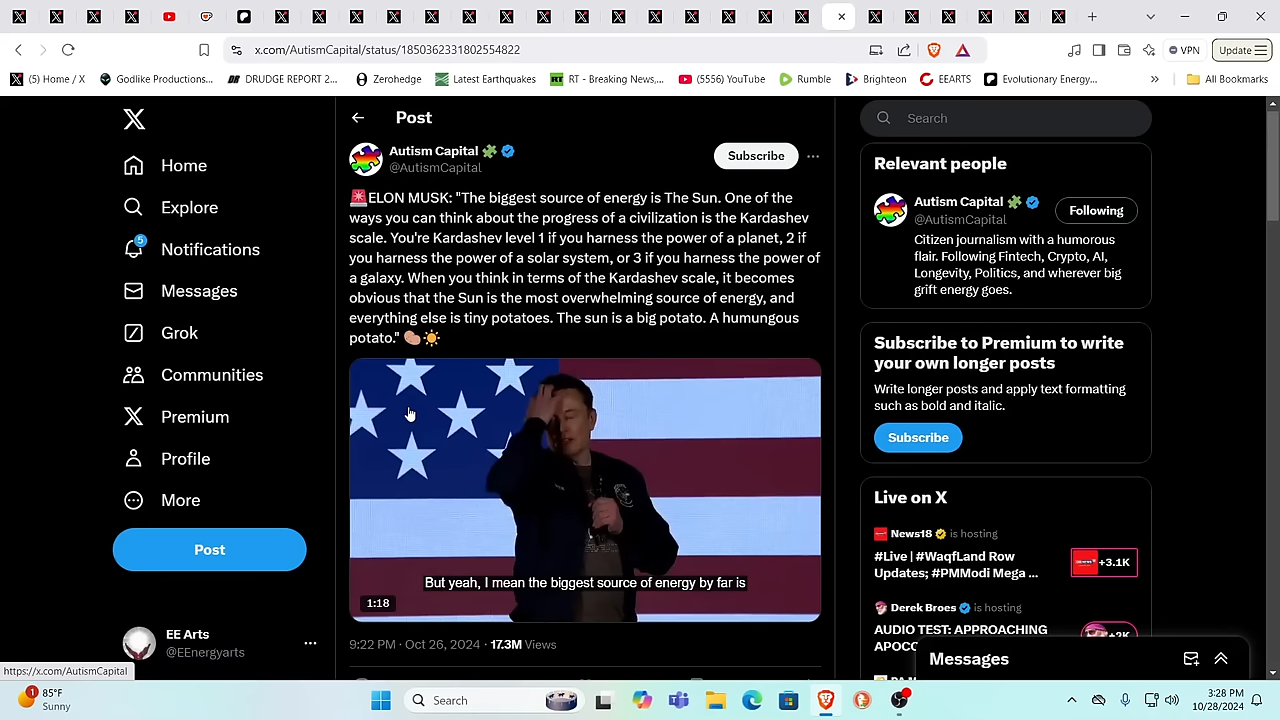 x.com/AutismCapital/status/1850362331802554822
VPN
Update
(5) Home / X
Godlike Productions...
DRUDGE REPORT 2...
Zerohedge
Latest Earthquakes
RT - Breaking News,...
(5556) YouTube
Rumble
Brighteon
EEARTS
Evolutionary Energy...
All Bookmarks
Home
Explore
5
Notifications
Messages
Grok
Communities
Premium
Profile
More
Post
EE Arts
@EEnergyarts
https://x.com/AutismCapital
Post
Autism Capital
@AutismCapital
Subscribe
ELON MUSK: "The biggest source of energy is The Sun. One of the
ways you can think about the progress of a civilization is the Kardashev
scale. You're Kardashev level 1 if you harness the power of a planet, 2 if
you harness the power of a solar system, or 3 if you harness the power of
a galaxy. When you think in terms of the Kardashev scale, it becomes
obvious that the Sun is the most overwhelming source of energy, and
everything else is tiny potatoes. The sun is a big potato. A humungous
potato."
But yeah, I mean the biggest source of energy by far is
1:18
9:22 PM · Oct 26, 2024 · 17.3M Views
Search
Relevant people
Autism Capital
@AutismCapital
Following
Citizen journalism with a humorous
flair. Following Fintech, Crypto, AI,
Longevity, Politics, and wherever big
grift energy goes.
Subscribe to Premium to write
your own longer posts
Write longer posts and apply text formatting
such as bold and italic.
Subscribe
Live on X
News18 is hosting
#Live | #WaqfLand Row
Updates; #PMModi Mega ...
+3.1K
Derek Broes is hosting
AUDIO TEST: APPROACHING
+2K
Messages
1
85°F
Sunny
Search
3:28 PM
10/28/2024